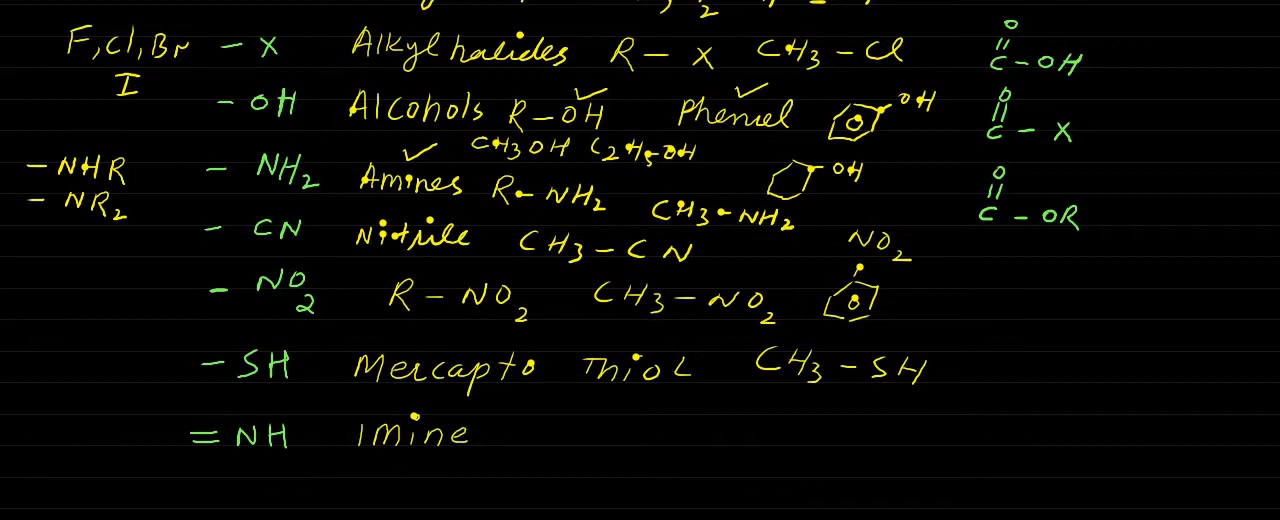 F, Cl, Br - X Alkyl halides R - X CH3 - Cl
I
O
=
C - OH
- OH Alcohols R - OH Phenol OH
CH3OH C2H5-OH
O
=
C - X
- NHR - NH2 Amines R - NH2 CH3 - NH2 OH
- NR2
O
=
C - OR
- CN Nitrile CH3 - CN
NO2
- NO2 R - NO2 CH3 - NO2
- SH Mercapto Thiol CH3 - SH
= NH Imine